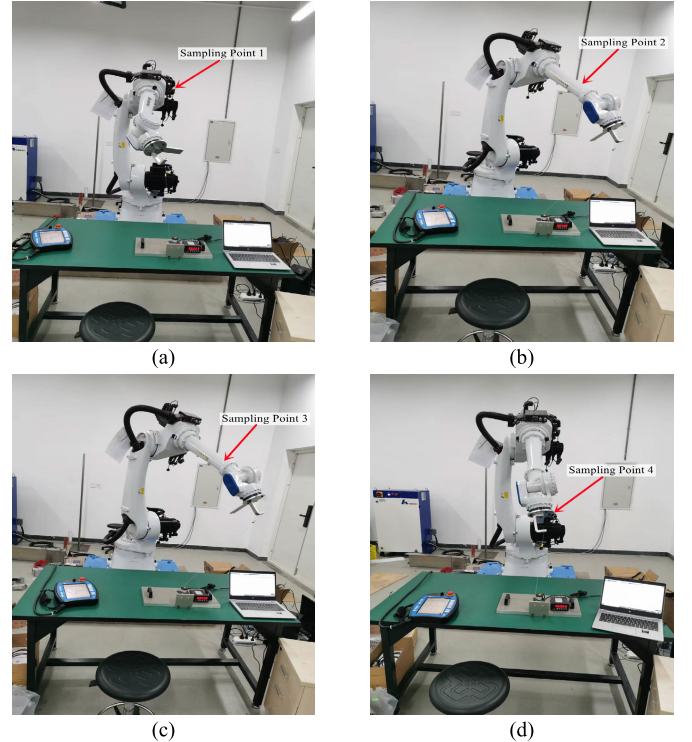 Sampling Point 1
Sampling Point 2
(a)
(b)
Sampling Point 3
Sampling Point 4
(c)
(d)